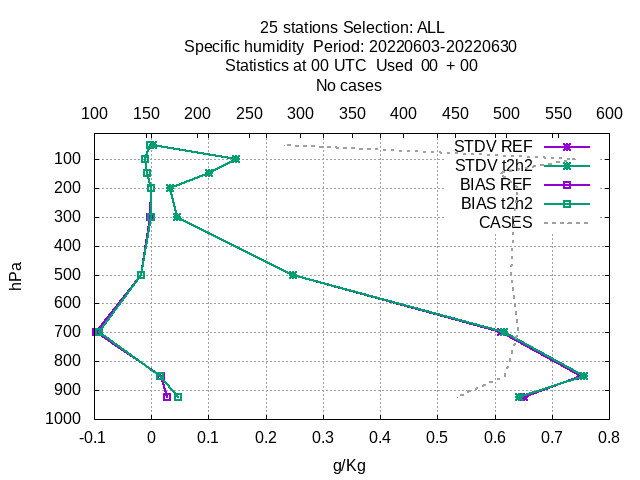 25 stations Selection: ALL
Specific humidity  Period: 20220603-20220630
Statistics at 00 UTC  Used  00  + 00
No cases
100 150 200 250 300 350 400 450 500 550 600
STDV REF
STDV t2h2
BIAS REF
BIAS t2h2
CASES
100
200
300
400
500
600
700
800
900
1000
hPa
-0.1 0 0.1 0.2 0.3 0.4 0.5 0.6 0.7 0.8
g/Kg